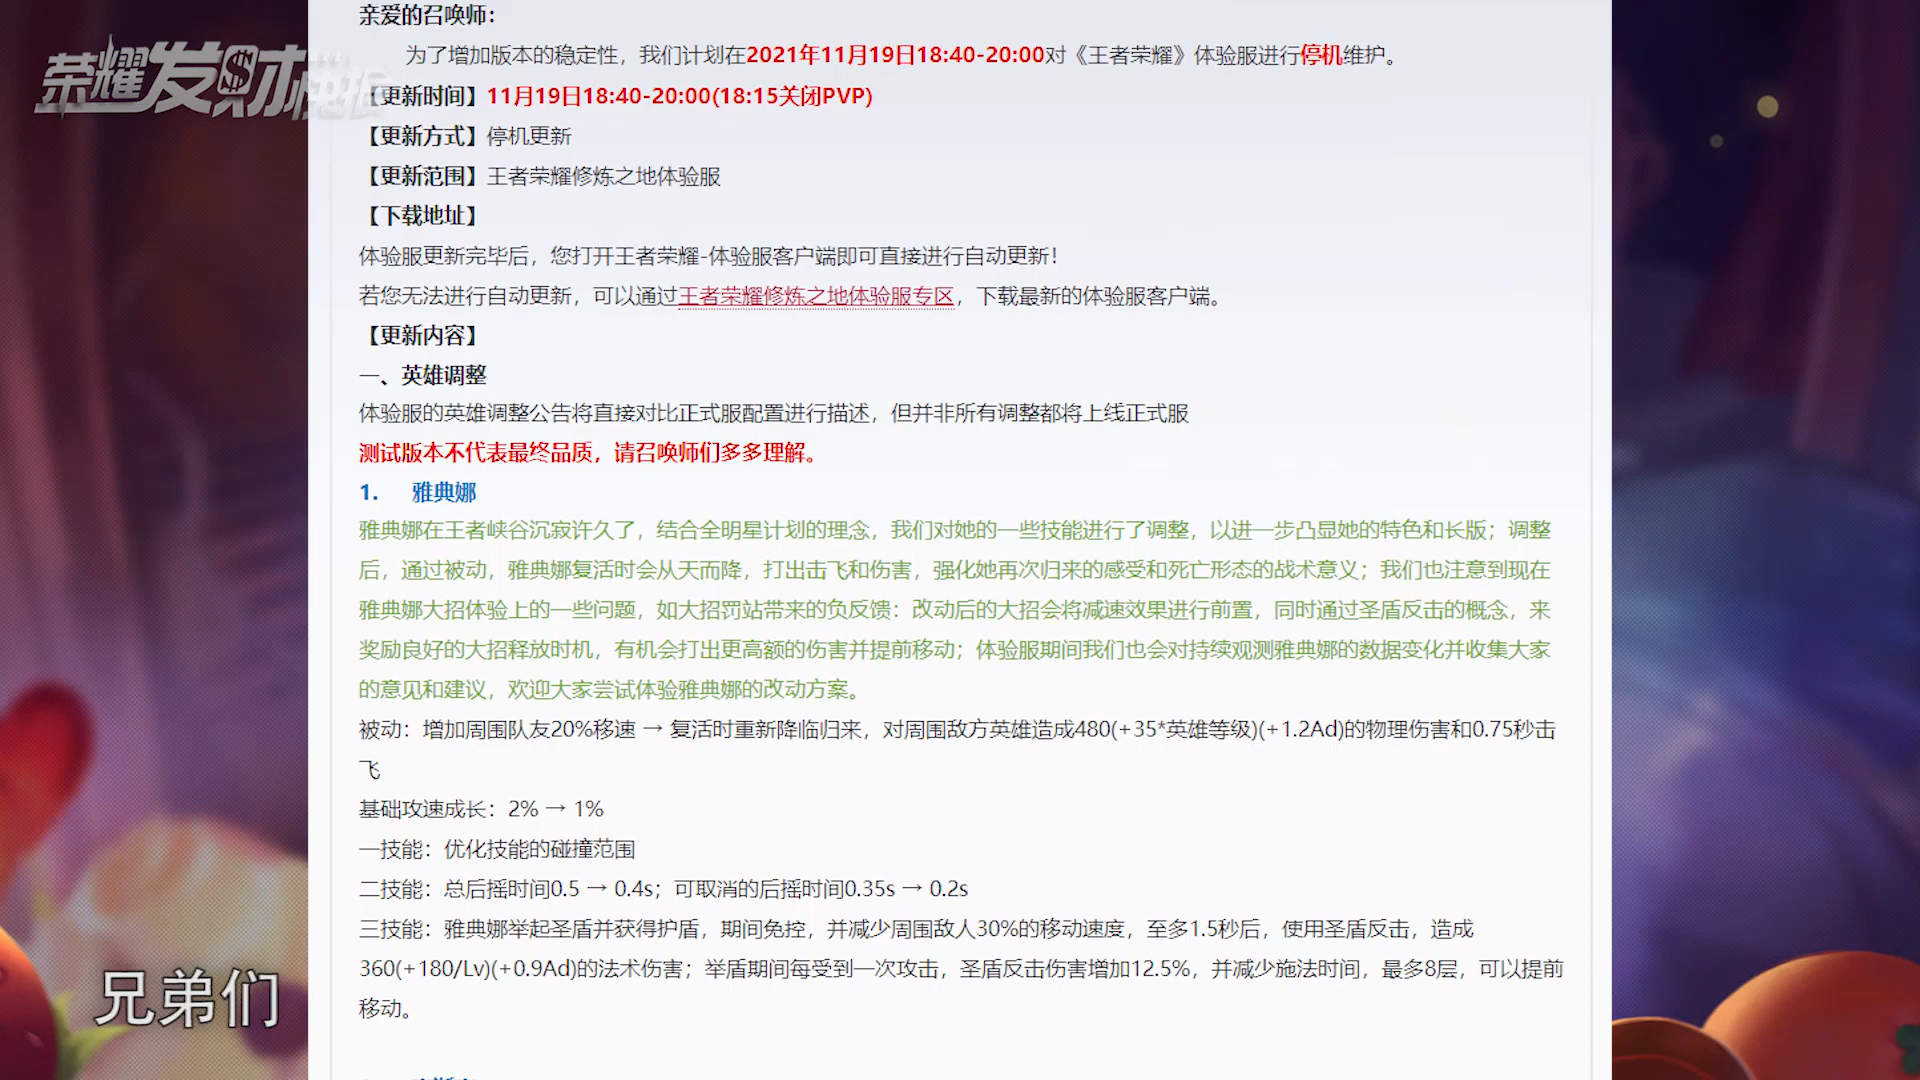 亲爱的召唤师：
为了增加版本的稳定性，我们计划在2021年11月19日18:40-20:00对《王者荣耀》体验服进行停机维护。
荣耀发财快报
【更新时间】11月19日18:40-20:00(18:15关闭PVP)
【更新方式】停机更新
【更新范围】王者荣耀修炼之地体验服
【下载地址】
体验服更新完毕后，您打开王者荣耀-体验服客户端即可直接进行自动更新！
若您无法进行自动更新，可以通过王者荣耀修炼之地体验服专区，下载最新的体验服客户端。
【更新内容】
一、英雄调整
体验服的英雄调整公告将直接对比正式服配置进行描述，但并非所有调整都将上线正式服
测试版本不代表最终品质，请召唤师们多多理解。
1. 雅典娜
雅典娜在王者峡谷沉寂许久了，结合全明星计划的理念，我们对她的一些技能进行了调整，以进一步凸显她的特色和长版；调整
后，通过被动，雅典娜复活时会从天而降，打出击飞和伤害，强化她再次归来的感受和死亡形态的战术意义；我们也注意到现在
雅典娜大招体验上的一些问题，如大招罚站带来的负反馈：改动后的大招会将减速效果进行前置，同时通过圣盾反击的概念，来
奖励良好的大招释放时机，有机会打出更高额的伤害并提前移动；体验服期间我们也会对持续观测雅典娜的数据变化并收集大家
的意见和建议，欢迎大家尝试体验雅典娜的改动方案。
被动：增加周围队友20%移速 → 复活时重新降临归来，对周围敌方英雄造成480(+35*英雄等级)(+1.2Ad)的物理伤害和0.75秒击
飞
基础攻速成长：2% → 1%
一技能：优化技能的碰撞范围
二技能：总后摇时间0.5 → 0.4s；可取消的后摇时间0.35s → 0.2s
三技能：雅典娜举起圣盾并获得护盾，期间免控，并减少周围敌人30%的移动速度，至多1.5秒后，使用圣盾反击，造成
360(+180/Lv)(+0.9Ad)的法术伤害；举盾期间每受到一次攻击，圣盾反击伤害增加12.5%，并减少施法时间，最多8层，可以提前
移动。
兄弟们